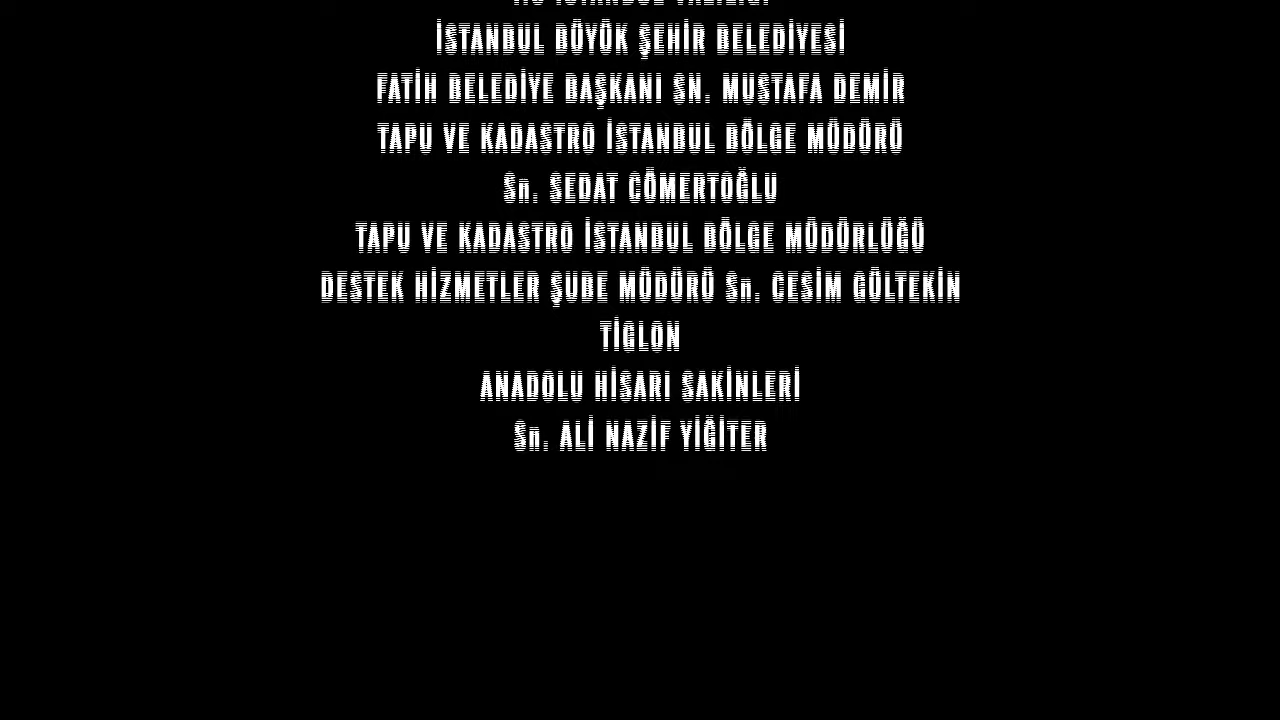 İSTANBUL BÜYÜK ŞEHİR BELEDİYESİ
FATİH BELEDİYE BAŞKANI SN. MUSTAFA DEMİR
TAPU VE KADASTRO İSTANBUL BÖLGE MÜDÜRÜ
Sn. SEDAT CÖMERTOĞLU
TAPU VE KADASTRO İSTANBUL BÖLGE MÜDÜRLÜĞÜ
DESTEK HİZMETLER ŞUBE MÜDÜRÜ Sn. CESİM GÜLTEKİN
TİGLON
ANADOLU HİSARI SAKİNLERİ
Sn. ALİ NAZİF YİĞİTER